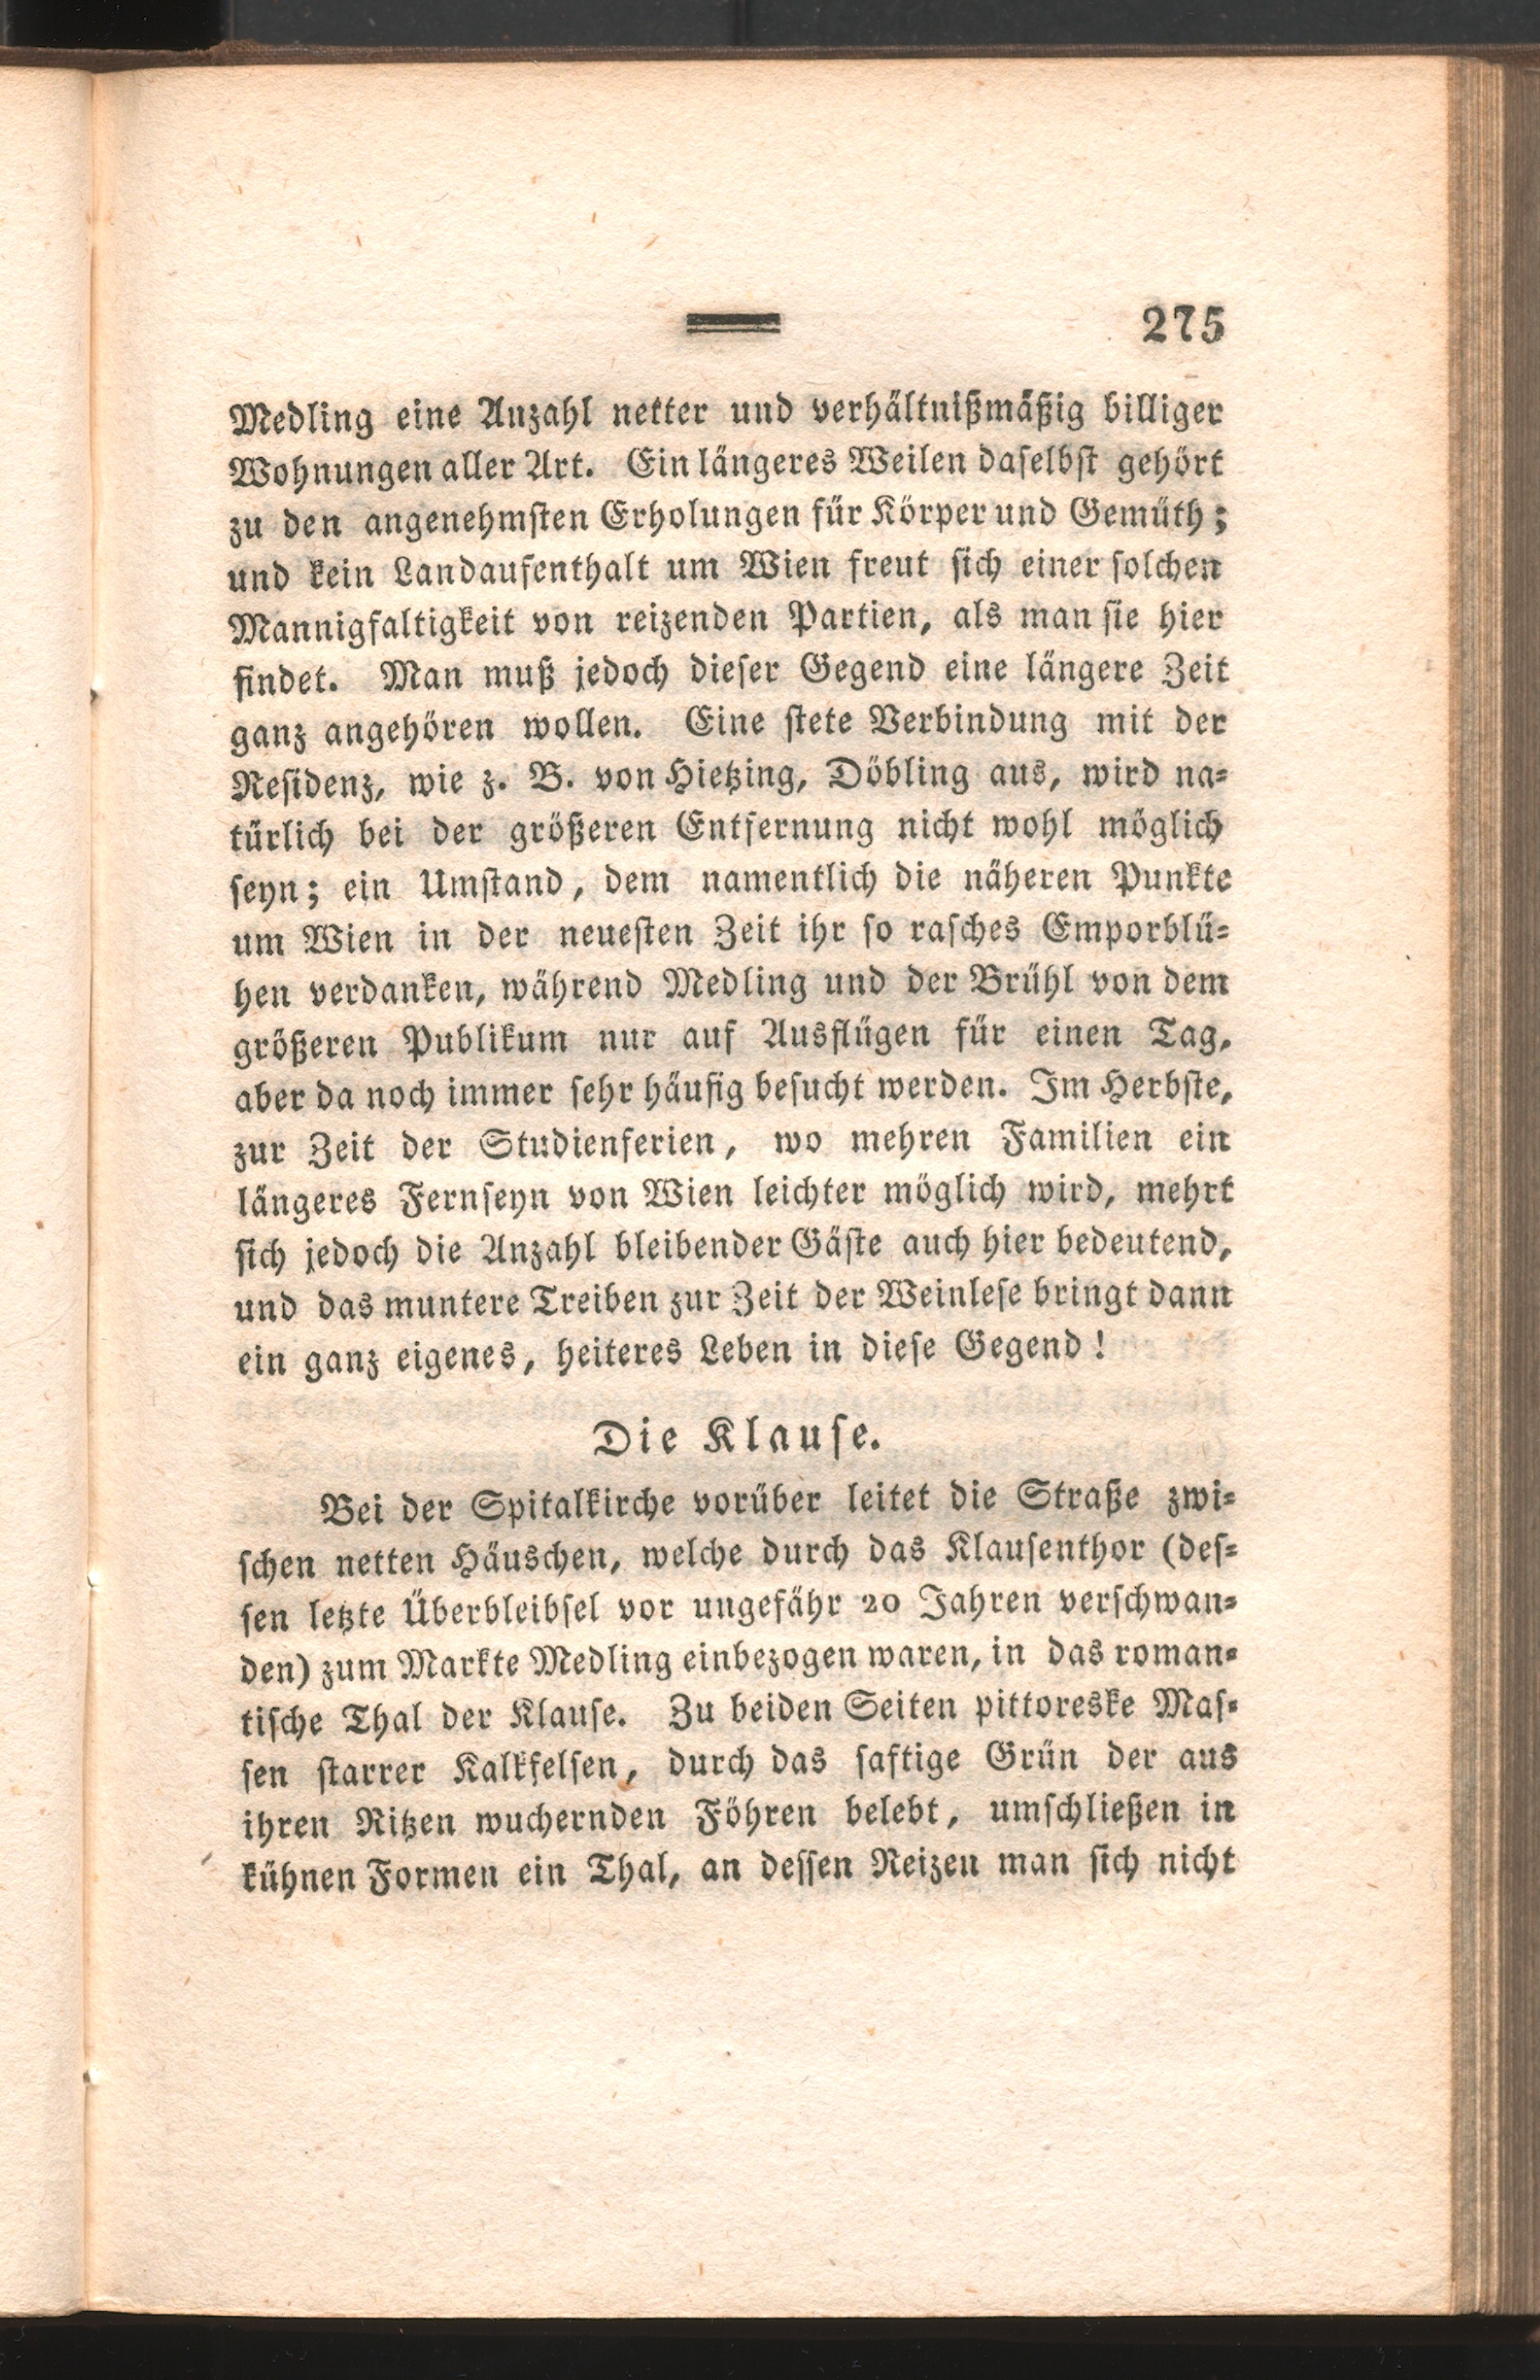 275
Medling eine Anzahl netter und verhältnißmäßig billiger
Wohnungen aller Art. Ein längeres Weilen daselbst gehört
zu den angenehmsten Erholungen für Körper und Gemüth;
und kein Landaufenthalt um Wien freut sich einer solchen
Mannigfaltigkeit von reizenden Partien, als man sie hier
findet. Man muß jedoch dieser Gegend eine längere Zeit
ganz angehören wollen. Eine stete Verbindung mit der
Residenz, wie z. B. von Hietzing, Döbling aus, wird na-
türlich bei der größeren Entfernung nicht wohl möglich
seyn; ein Umstand, dem namentlich die näheren Punkte
um Wien in der neuesten Zeit ihr so rasches Emporblü-
hen verdanken, während Medling und der Brühl von dem
größeren Publikum nur auf Ausflügen für einen Tag,
aber da noch immer sehr häufig besucht werden. Im Herbste,
zur Zeit der Studienferien, wo mehren Familien ein
längeres Fernseyn von Wien leichter möglich wird, mehrt
sich jedoch die Anzahl bleibender Gäste auch hier bedeutend,
und das muntere Treiben zur Zeit der Weinlese bringt dann
ein ganz eigenes, heiteres Leben in diese Gegend!
Die Klause.
Bei der Spitalkirche vorüber leitet die Straße zwi-
schen netten Häuschen, welche durch das Klausenthor (des-
sen letzte Überbleibsel vor ungefähr 20 Jahren verschwan-
den) zum Markte Medling einbezogen waren, in das roman-
tische Thal der Klause. Zu beiden Seiten pittoreske Mas-
sen starrer Kalkfelsen, durch das saftige Grün der aus
ihren Ritzen wuchernden Föhren belebt, umschließen in
kühnen Formen ein Thal, an dessen Reizen man sich nicht